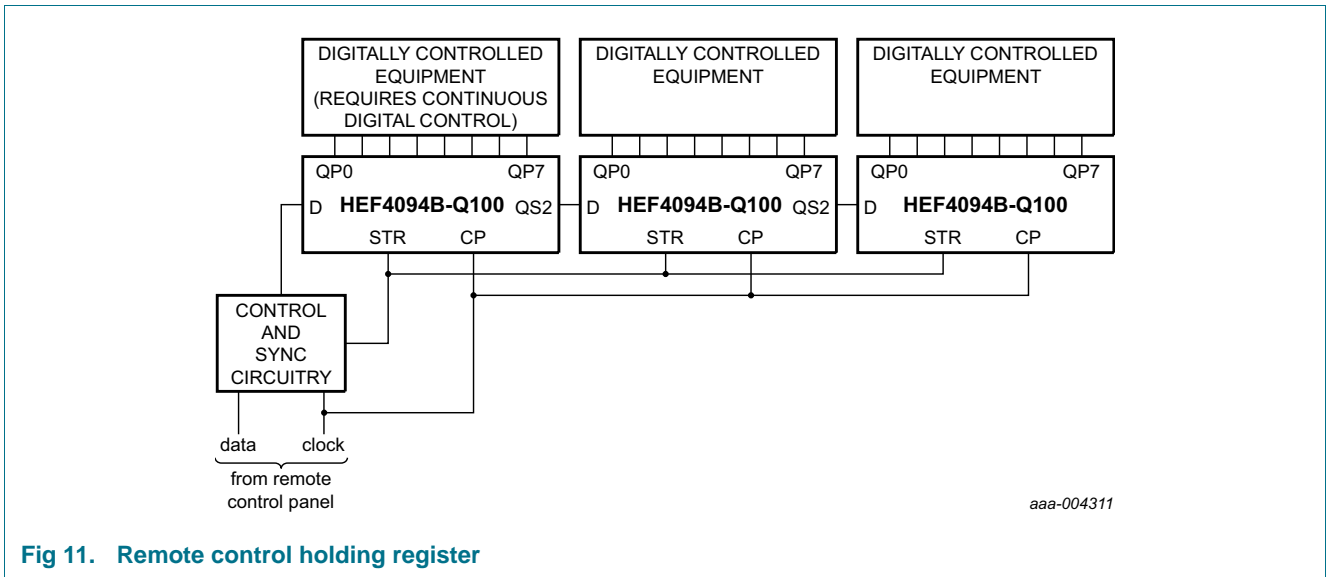 DIGITALLY CONTROLLED
EQUIPMENT
(REQUIRES CONTINUOUS
DIGITAL CONTROL)
DIGITALLY CONTROLLED
EQUIPMENT
DIGITALLY CONTROLLED
EQUIPMENT
QP0 QP7
D HEF4094B-Q100 QS2
STR CP
QP0 QP7
D HEF4094B-Q100 QS2
STR CP
QP0 QP7
D HEF4094B-Q100
STR CP
CONTROL
AND
SYNC
CIRCUITRY
data clock
from remote
control panel
aaa-004311
Fig 11. Remote control holding register